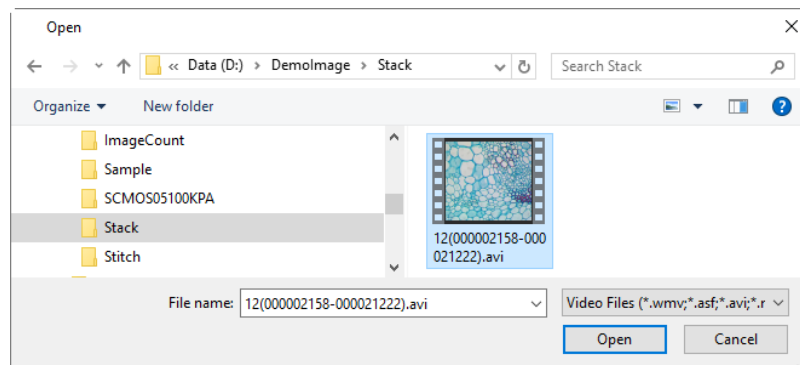 Open
« Data (D:) > DemoImage > Stack
Search Stack
Organize
New folder
ImageCount
Sample
SCMOS05100KPA
Stack
Stitch
12(000002158-000
021222).avi
File name: 12(000002158-000021222).avi
Video Files (*.wmv;*.asf;*.avi;*.r
Open
Cancel